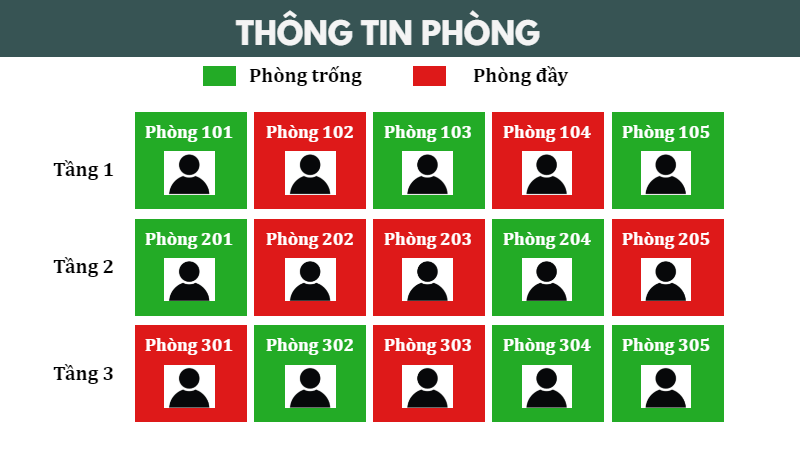 THÔNG TIN PHÒNG
Phòng trống Phòng đầy
Phòng 101 Phòng 102 Phòng 103 Phòng 104 Phòng 105
Tầng 1
Phòng 201 Phòng 202 Phòng 203 Phòng 204 Phòng 205
Tầng 2
Phòng 301 Phòng 302 Phòng 303 Phòng 304 Phòng 305
Tầng 3